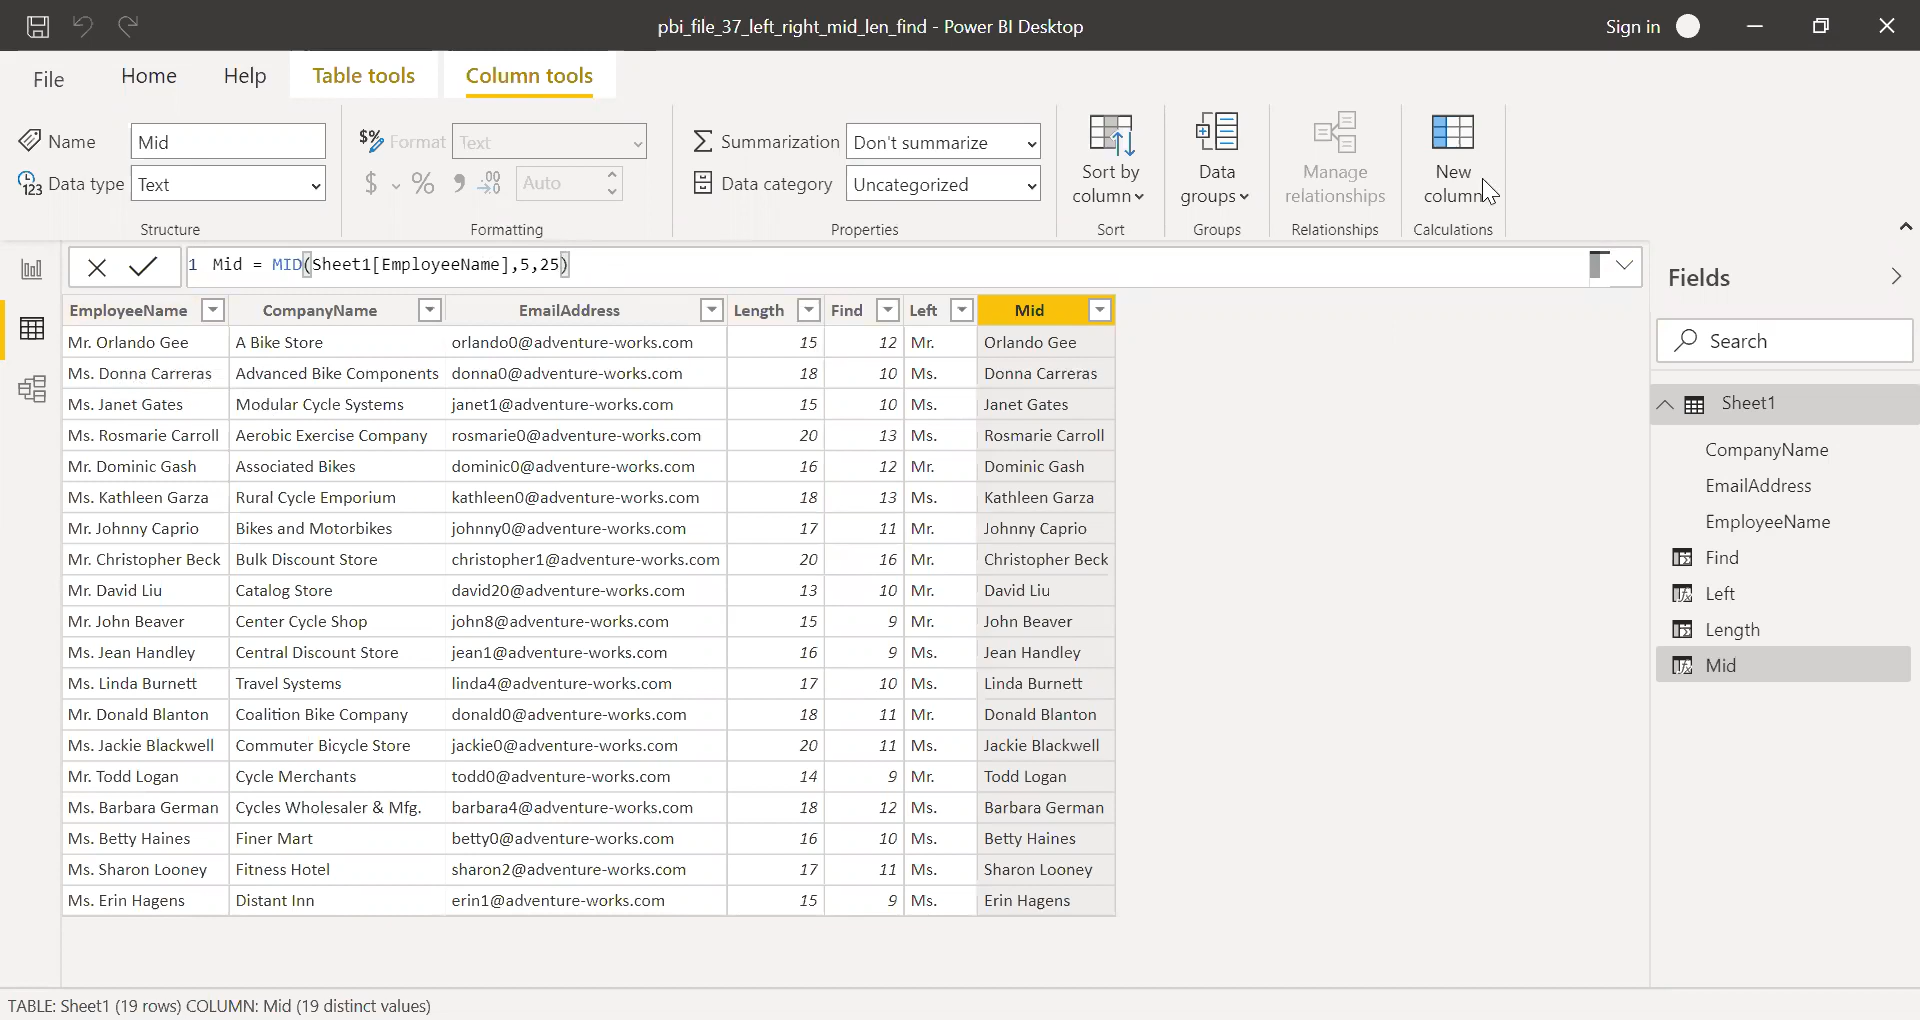 pbi_file_37_left_right_mid_len_find - Power BI Desktop
Sign in
File Home Help Table tools Column tools
Name Mid $% Format Text Summarization Don't summarize
123 Data type Text $ % Auto Data category Uncategorized
Sort by column
Data groups
Manage relationships
New column
Structure Formatting Properties Sort Groups Relationships Calculations
1 Mid = MID(Sheet1[EmployeeName],5,25)
EmployeeName CompanyName EmailAddress Length Find Left Mid
Mr. Orlando Gee A Bike Store orlando0@adventure-works.com 15 12 Mr. Orlando Gee
Ms. Donna Carreras Advanced Bike Components donna0@adventure-works.com 18 10 Ms. Donna Carreras
Ms. Janet Gates Modular Cycle Systems janet1@adventure-works.com 15 10 Ms. Janet Gates
Ms. Rosmarie Carroll Aerobic Exercise Company rosmarie0@adventure-works.com 20 13 Ms. Rosmarie Carroll
Mr. Dominic Gash Associated Bikes dominic0@adventure-works.com 16 12 Mr. Dominic Gash
Ms. Kathleen Garza Rural Cycle Emporium kathleen0@adventure-works.com 18 13 Ms. Kathleen Garza
Mr. Johnny Caprio Bikes and Motorbikes johnny0@adventure-works.com 17 11 Mr. Johnny Caprio
Mr. Christopher Beck Bulk Discount Store christopher1@adventure-works.com 20 16 Mr. Christopher Beck
Mr. David Liu Catalog Store david20@adventure-works.com 13 10 Mr. David Liu
Mr. John Beaver Center Cycle Shop john8@adventure-works.com 15 9 Mr. John Beaver
Ms. Jean Handley Central Discount Store jean1@adventure-works.com 16 9 Ms. Jean Handley
Ms. Linda Burnett Travel Systems linda4@adventure-works.com 17 10 Ms. Linda Burnett
Mr. Donald Blanton Coalition Bike Company donald0@adventure-works.com 18 11 Mr. Donald Blanton
Ms. Jackie Blackwell Commuter Bicycle Store jackie0@adventure-works.com 20 11 Ms. Jackie Blackwell
Mr. Todd Logan Cycle Merchants todd0@adventure-works.com 14 9 Mr. Todd Logan
Ms. Barbara German Cycles Wholesaler & Mfg. barbara4@adventure-works.com 18 12 Ms. Barbara German
Ms. Betty Haines Finer Mart betty0@adventure-works.com 16 10 Ms. Betty Haines
Ms. Sharon Looney Fitness Hotel sharon2@adventure-works.com 17 11 Ms. Sharon Looney
Ms. Erin Hagens Distant Inn erin1@adventure-works.com 15 9 Ms. Erin Hagens
Fields
Search
Sheet1
CompanyName
EmailAddress
EmployeeName
Find
Left
Length
Mid
TABLE: Sheet1 (19 rows) COLUMN: Mid (19 distinct values)